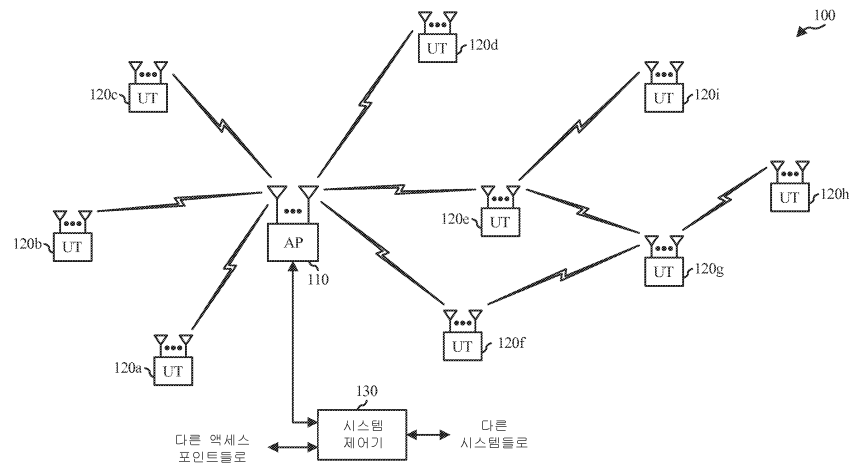 100
UT
120d
UT
120c
UT
120i
UT
120h
UT
120e
UT
120b
AP
110
UT
120g
UT
120f
UT
120a
130
시스템
제어기
다른 액세스
포인트들로
다른
시스템들로